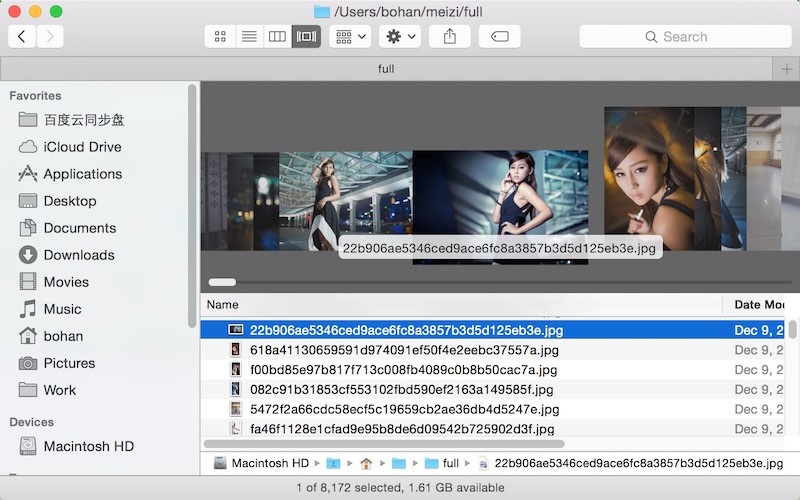 /Users/bohan/meizi/full
Search
full
Favorites
百度云同步盘
iCloud Drive
Applications
Desktop
Documents
Downloads
Movies
Music
bohan
Pictures
Work
Devices
Macintosh HD
22b906ae5346ced9ace6fc8a3857b3d5d125eb3e.jpg
Name Date Mo
22b906ae5346ced9ace6fc8a3857b3d5d125eb3e.jpg Dec 9, 2
618a41130659591d974091ef50f4e2eebc37557a.jpg Dec 9, 2
f00bd85e97b817f713c008fb4089c0b8b50cac7a.jpg Dec 9, 2
082c91b31853cf553102fbd590ef2163a149585f.jpg Dec 9, 2
5472f2a66cdc58ecf5c19659cb2ae36db4d5247e.jpg Dec 9, 2
fa46f1128e1cfad9e95b8de6d09542b725902d3f.jpg Dec 9, 2
Macintosh HD full 22b906ae5346ced9ace6fc8a3857b3d5d125eb3e.jpg
1 of 8,172 selected, 1.61 GB available